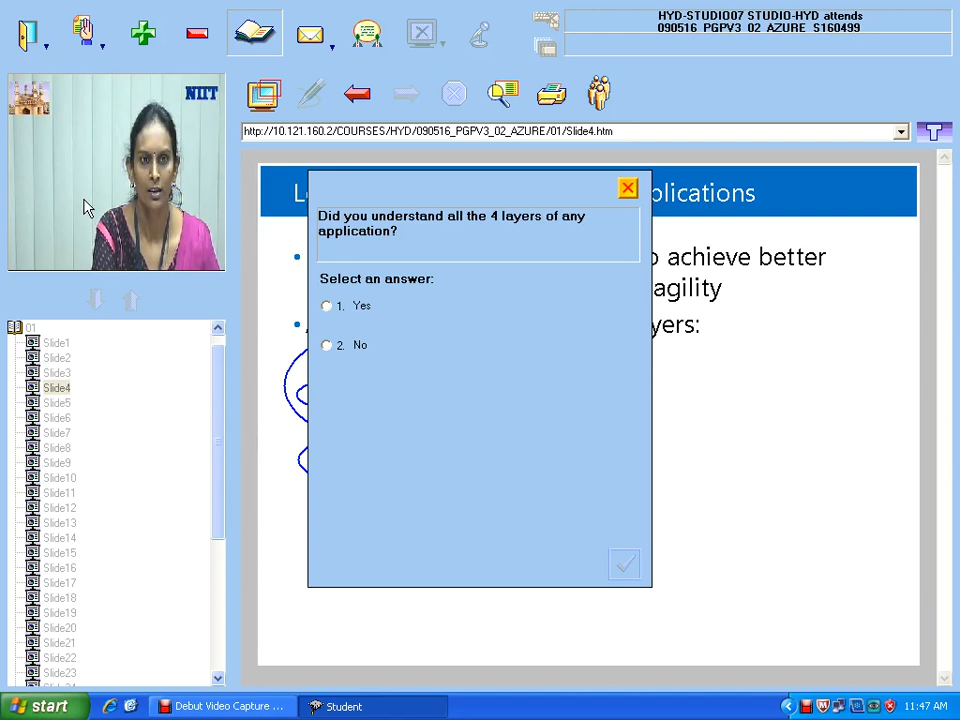 HYD-STUDIO07 STUDIO-HYD attends
090516_PGPV3_02_AZURE_S160499
NIIT
http://10.121.160.2/COURSES/HYD/090516_PGPV3_02_AZURE/01/Slide4.htm
T
plications
o achieve better
agility
yers:
Did you understand all the 4 layers of any
application?
Select an answer:
1. Yes
2. No
01
Slide1
Slide2
Slide3
Slide4
Slide5
Slide6
Slide7
Slide8
Slide9
Slide10
Slide11
Slide12
Slide13
Slide14
Slide15
Slide16
Slide17
Slide18
Slide19
Slide20
Slide21
Slide22
Slide23
start
Debut Video Capture ...
Student
11:47 AM